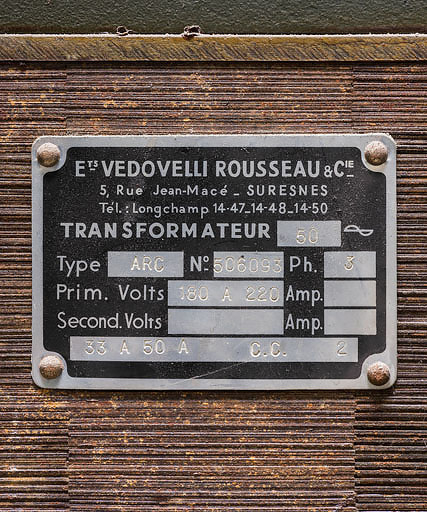 ETS VEDOVELLI ROUSSEAU & CIE
5, Rue Jean-Macé _ SURESNES
Tél.: Longchamp 14-47_14-48_14-50
TRANSFORMATEUR 50 ~
Type ARC No 506093 Ph. 3
Prim. Volts 180 A 220 Amp.
Second. Volts Amp.
33 A 50 A C.C. 2